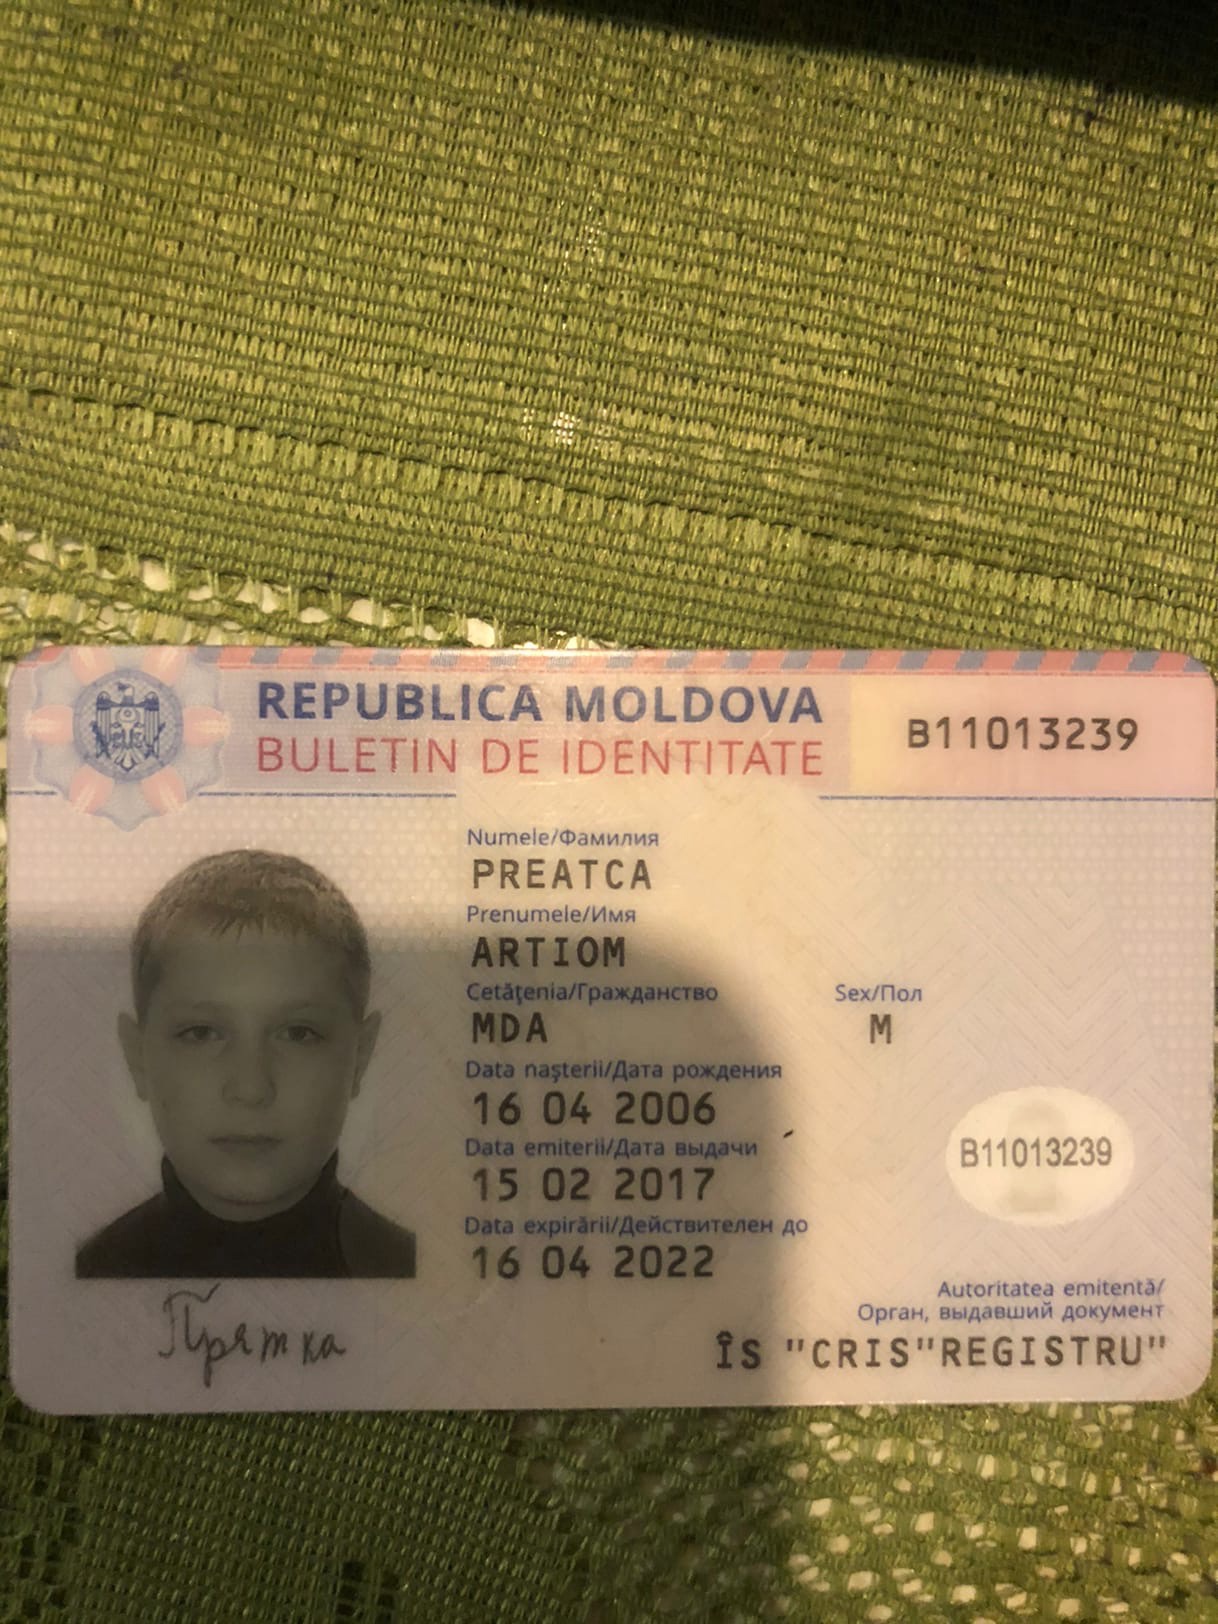 REPUBLICA MOLDOVA
BULETIN DE IDENTITATE
B11013239
Numele/Фамилия
PREATCA
Prenumele/Имя
ARTIOM
Cetăţenia/Гражданство
MDA
Sex/Пол
M
Data naşterii/Дата рождения
16 04 2006
Data emiterii/Дата выдачи
15 02 2017
B11013239
Data expirării/Действителен до
16 04 2022
Autoritatea emitentă/
Орган, выдавший документ
ÎS "CRIS"REGISTRU"
Прятка